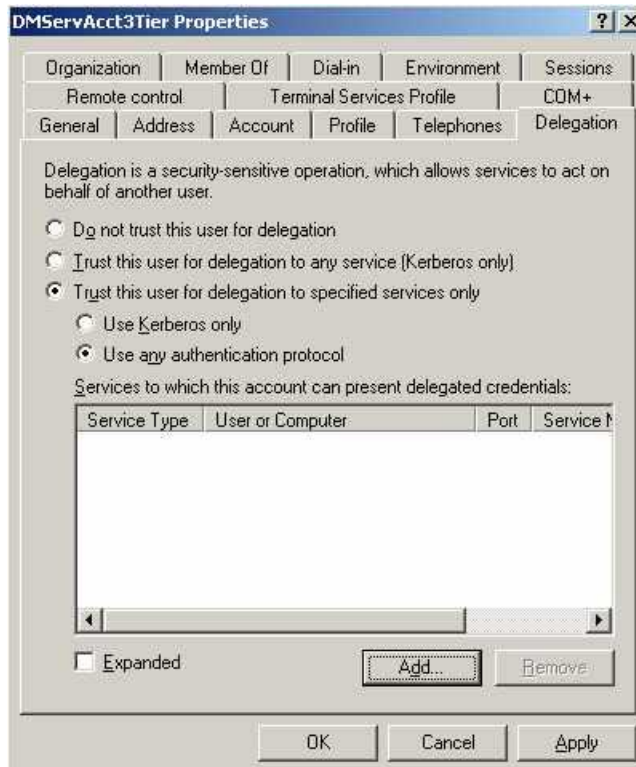 DMServAcct3Tier Properties
Organization Member Of Dial-in Environment Sessions
Remote control Terminal Services Profile COM+
General Address Account Profile Telephones Delegation
Delegation is a security-sensitive operation, which allows services to act on
behalf of another user.
Do not trust this user for delegation
Trust this user for delegation to any service (Kerberos only)
Trust this user for delegation to specified services only
Use Kerberos only
Use any authentication protocol
Services to which this account can present delegated credentials:
Service Type User or Computer Port Service
Expanded Add... Remove
OK Cancel Apply